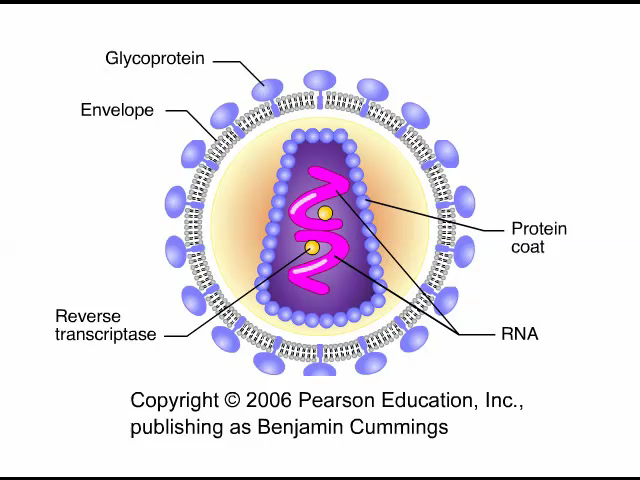 Glycoprotein
Envelope
Protein
coat
Reverse
transcriptase
RNA
Copyright © 2006 Pearson Education, Inc.,
publishing as Benjamin Cummings